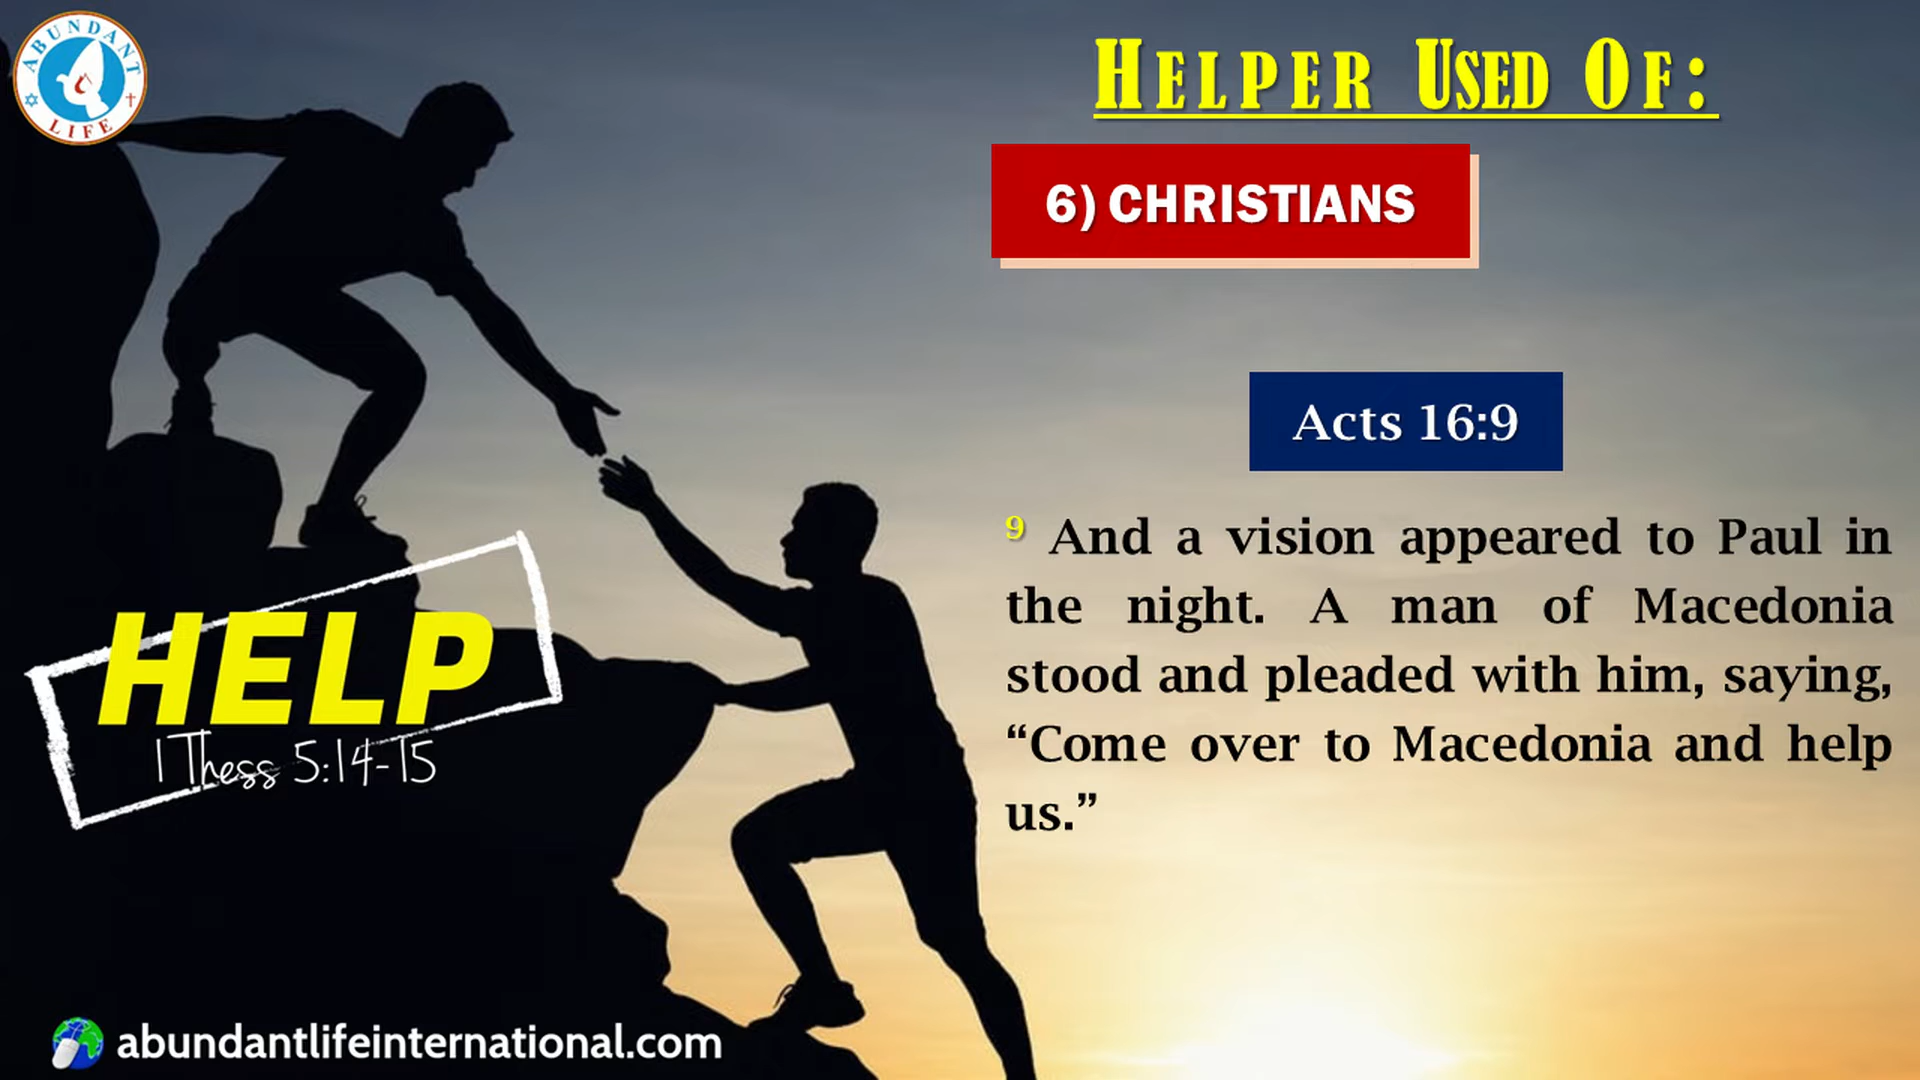 ABUNDANT
LIFE
HELPER USED OF:
6) CHRISTIANS
Acts 16:9
9 And a vision appeared to Paul in
the night. A man of Macedonia
stood and pleaded with him, saying,
“Come over to Macedonia and help
us.”
HELP
1 Thess 5:14-15
abundantlifeinternational.com